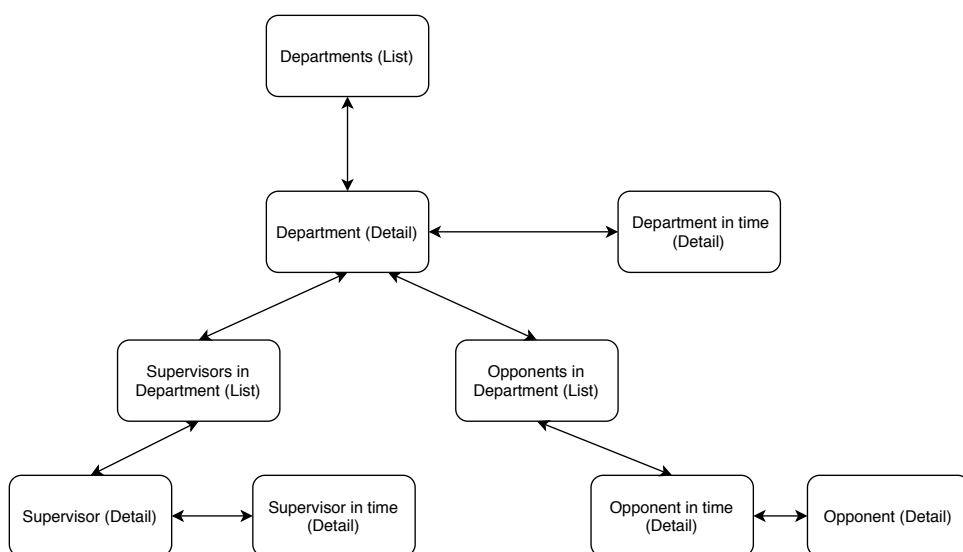 Departments (List)
Department (Detail)
Department in time
(Detail)
Supervisors in
Department (List)
Opponents in
Department (List)
Supervisor (Detail)
Supervisor in time
(Detail)
Opponent in time
(Detail)
Opponent (Detail)